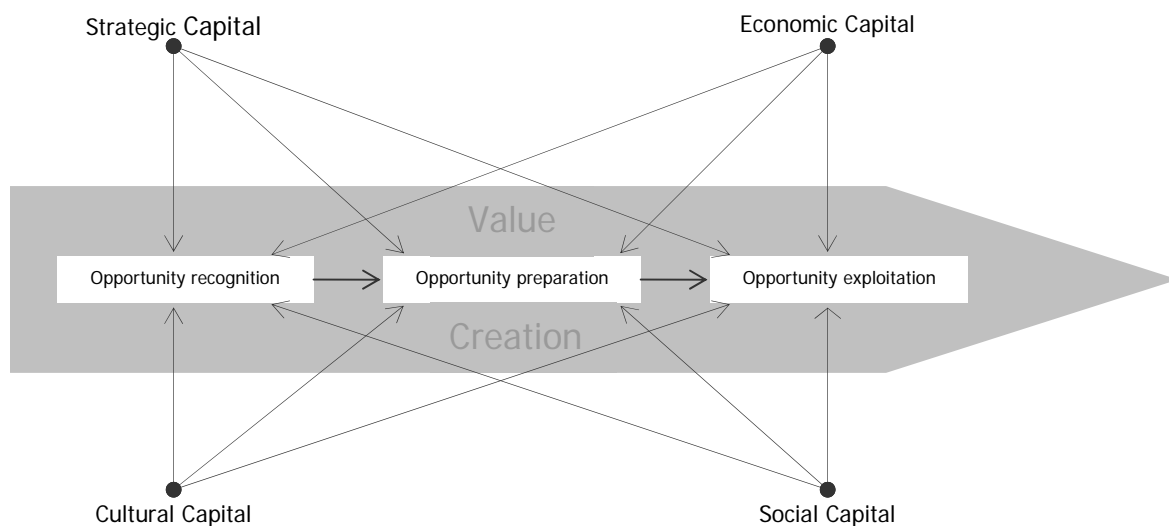 Strategic Capital
Economic Capital
Value
Opportunity recognition
Opportunity preparation
Opportunity exploitation
Creation
Cultural Capital
Social Capital